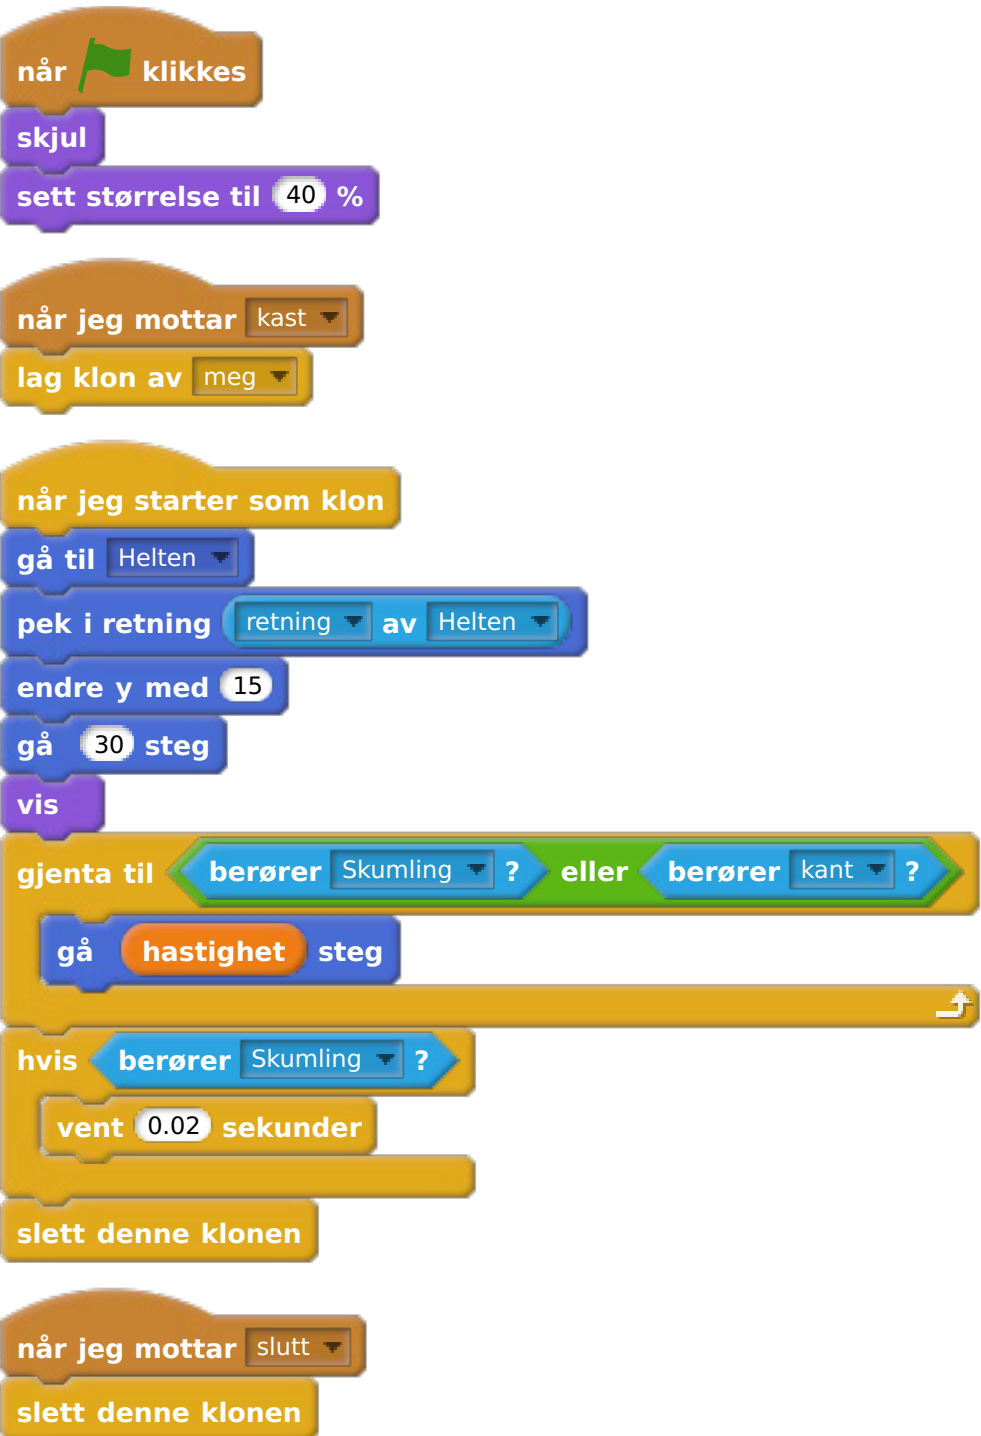 når klikkes
skjul
sett størrelse til 40 %
når jeg mottar kast
lag klon av meg
når jeg starter som klon
gå til Helten
pek i retning retning av Helten
endre y med 15
gå 30 steg
vis
gjenta til berører Skumling ? eller berører kant ?
gå hastighet steg
hvis berører Skumling ?
vent 0.02 sekunder
slett denne klonen
når jeg mottar slutt
slett denne klonen